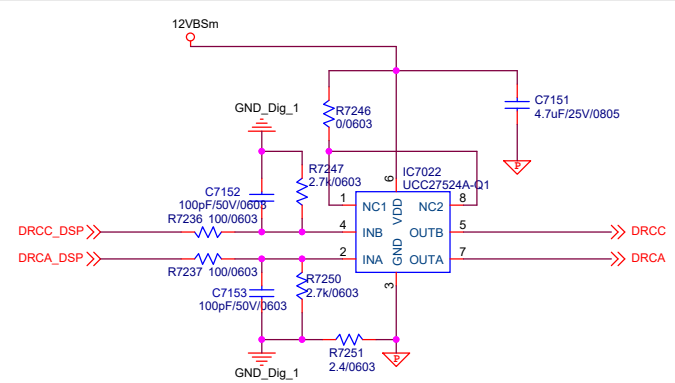 12VBSm
GND_Dig_1
R7246
0/0603
C7151
4.7uF/25V/0805
P
R7247
2.7k/0603
IC7022
UCC27524A-Q1
C7152
100pF/50V/0603
R7236 100/0603
1 NC1 6 VDD NC2 8
DRCC_DSP 4 INB OUTB 5 DRCC
DRCA_DSP 2 INA GND OUTA 7 DRCA
R7237 100/0603
3
R7250
2.7k/0603
C7153
100pF/50V/0603
R7251
2.4/0603
P
GND_Dig_1